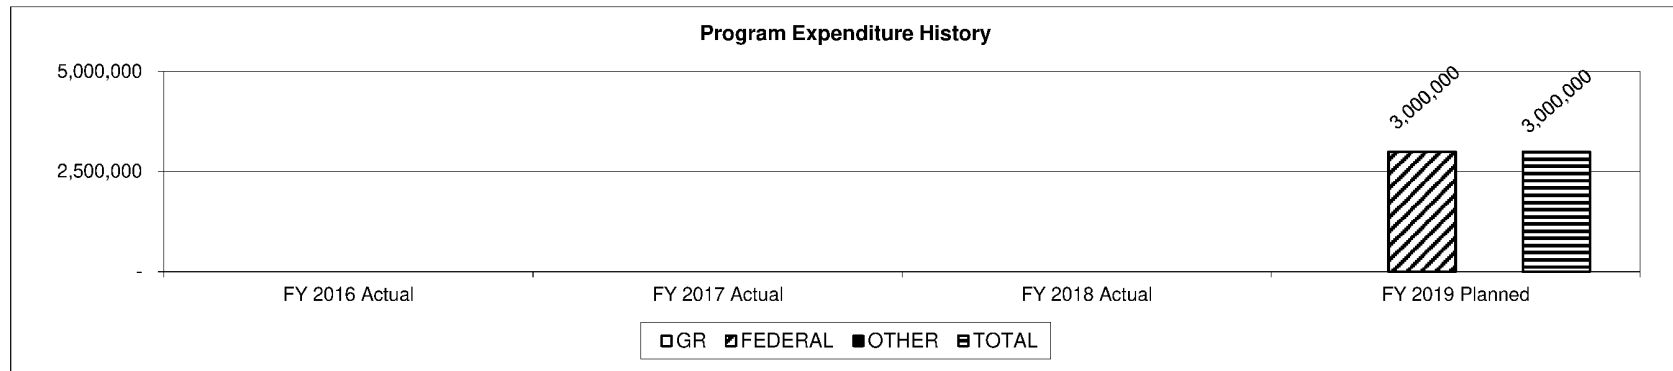 Program Expenditure History
5,000,000
3,000,000
3,000,000
2,500,000
-
FY 2016 Actual FY 2017 Actual FY 2018 Actual FY 2019 Planned
GR FEDERAL OTHER TOTAL